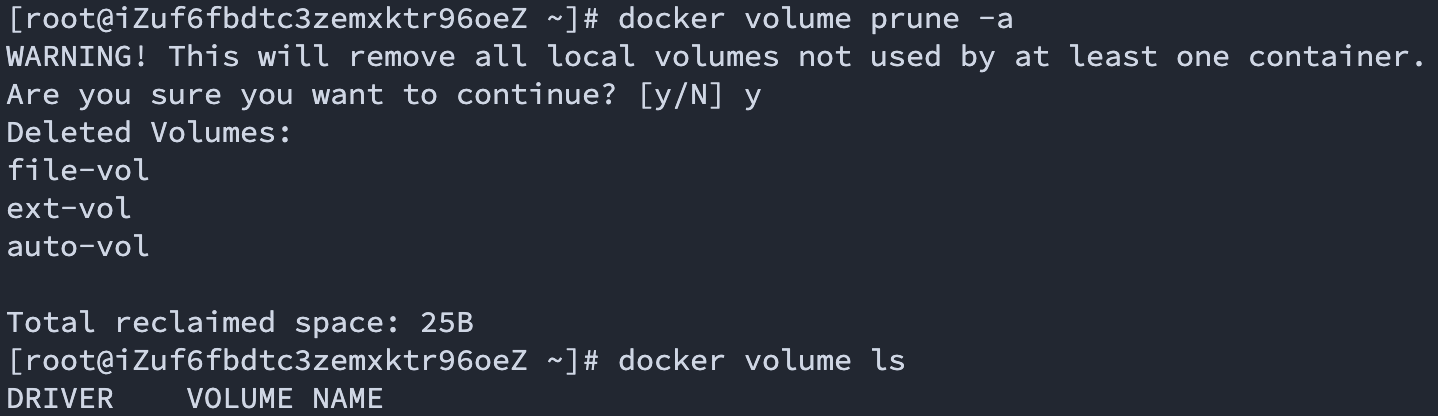 [root@iZuf6fbdtc3zemxktr96oeZ ~]# docker volume prune -a
WARNING! This will remove all local volumes not used by at least one container.
Are you sure you want to continue? [y/N] y
Deleted Volumes:
file-vol
ext-vol
auto-vol
Total reclaimed space: 25B
[root@iZuf6fbdtc3zemxktr96oeZ ~]# docker volume ls
DRIVER    VOLUME NAME